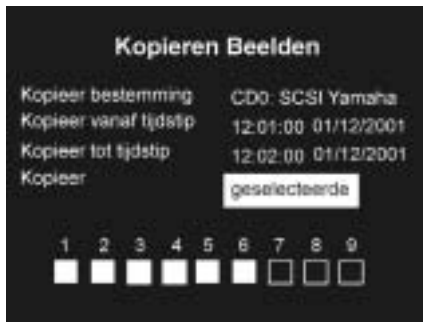 Kopieren Beelden
Kopieer bestemming CD0: SCSI Yamaha
Kopieer vanaf tijdstip 12:01:00 01/12/2001
Kopieer tot tijdstip 12:02:00 01/12/2001
Kopieer geselecteerde
1 2 3 4 5 6 7 8 9